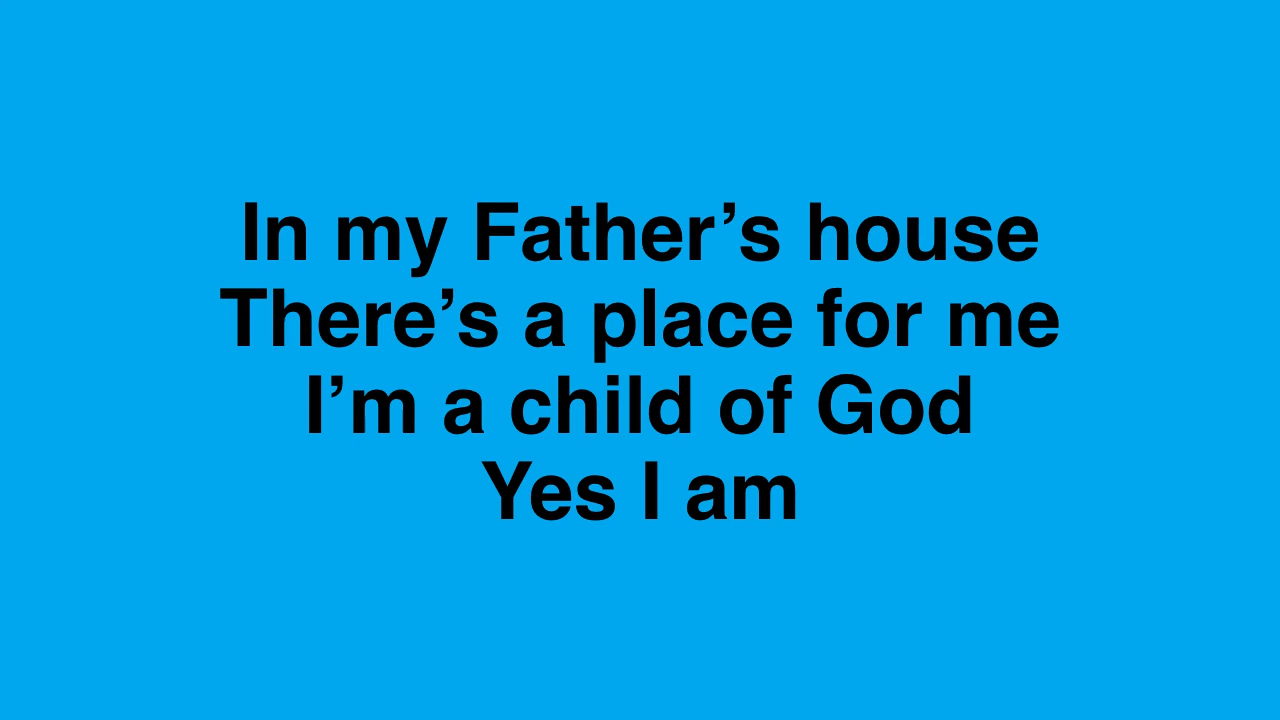 In my Father’s house
There’s a place for me
I’m a child of God
Yes I am